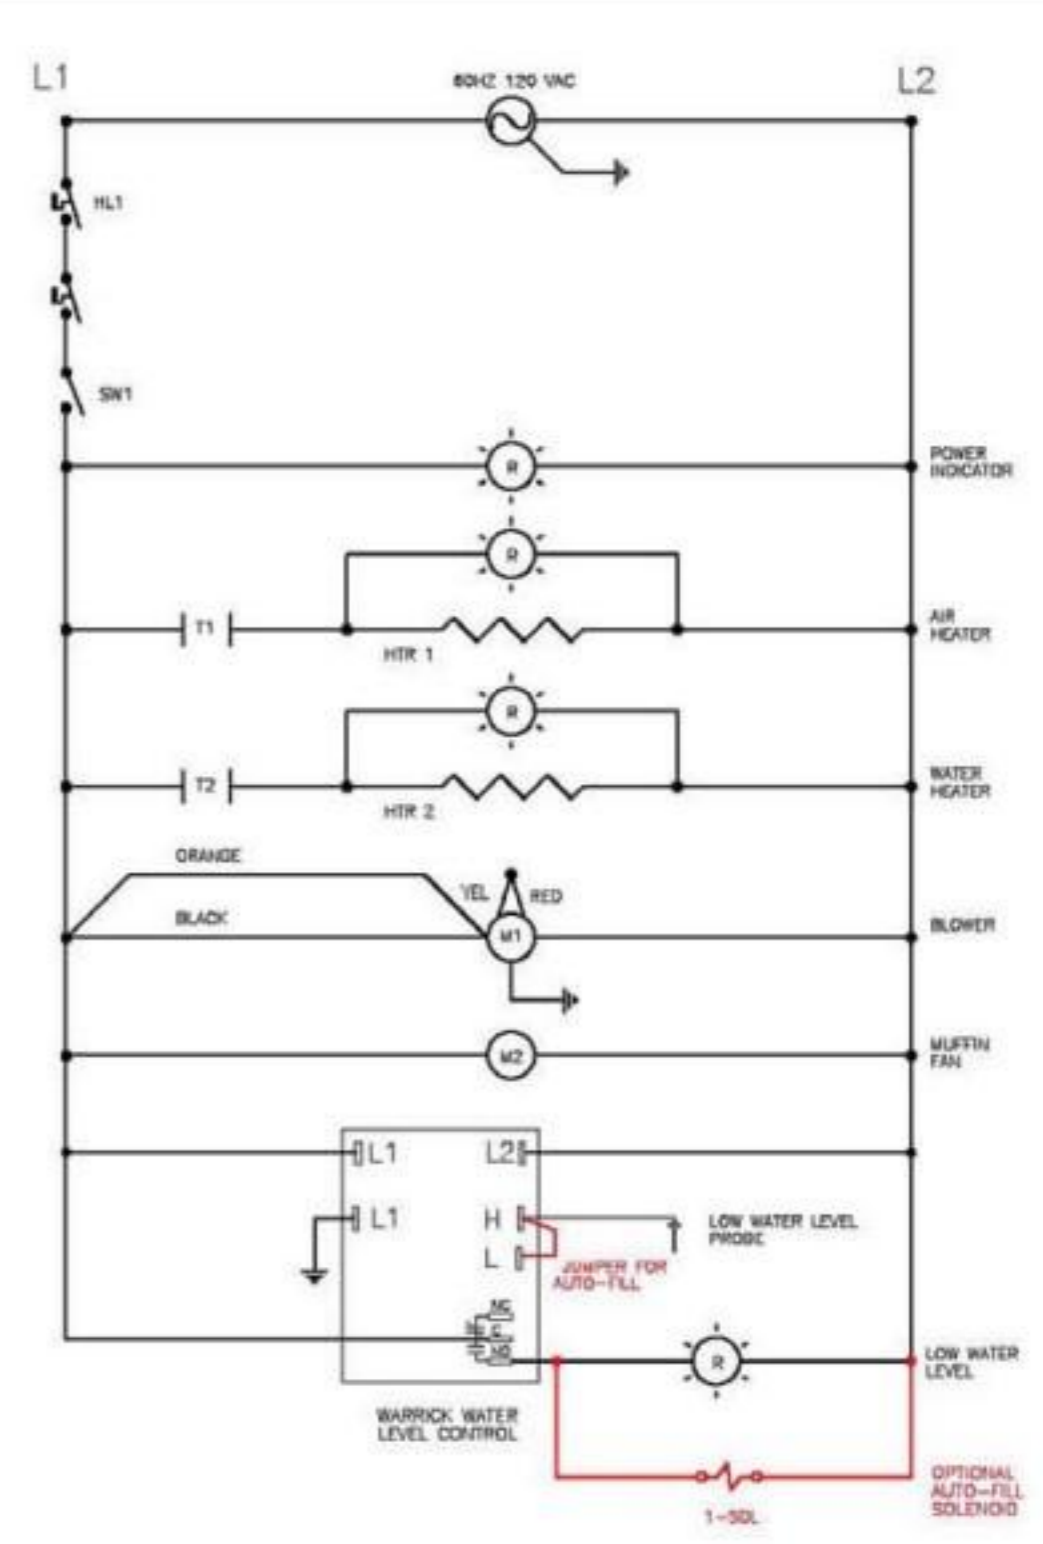 L1
60HZ 120 VAC
L2
HL1
SW1
R
POWER
INDICATOR
R
T1
HTR 1
AIR
HEATER
R
T2
HTR 2
WATER
HEATER
ORANGE
YEL
RED
BLACK
M1
BLOWER
M2
MUFFIN
FAN
L1
L2
L1
H
LOW WATER LEVEL
PROBE
L
JUMPER FOR
AUTO-FILL
NC
C
NO
R
LOW WATER
LEVEL
WARRICK WATER
LEVEL CONTROL
OPTIONAL
AUTO-FILL
SOLENOID
1-SOL